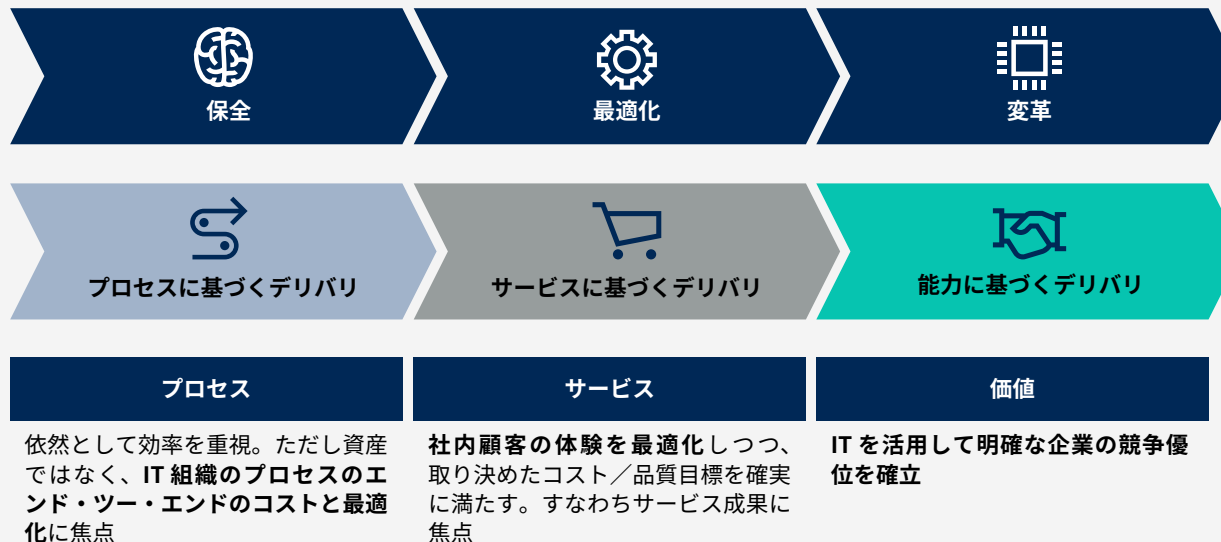 保全
最適化
変革
プロセスに基づくデリバリ
サービスに基づくデリバリ
能力に基づくデリバリ
プロセス
サービス
価値
依然として効率を重視。ただし資産
ではなく、IT 組織のプロセスのエ
ンド・ツー・エンドのコストと最適
化に焦点
社内顧客の体験を最適化しつつ、
取り決めたコスト／品質目標を確実
に満たす。すなわちサービス成果に
焦点
IT を活用して明確な企業の競争優
位を確立